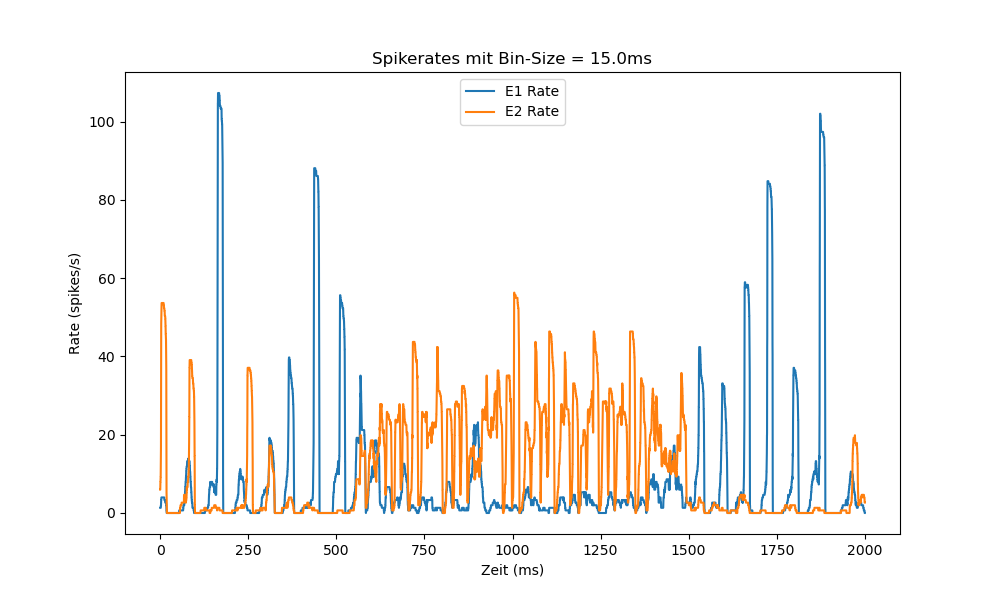 Spikerates mit Bin-Size = 15.0ms
E1 Rate
E2 Rate
Rate (spikes/s)
100
80
60
40
20
0
0 250 500 750 1000 1250 1500 1750 2000
Zeit (ms)